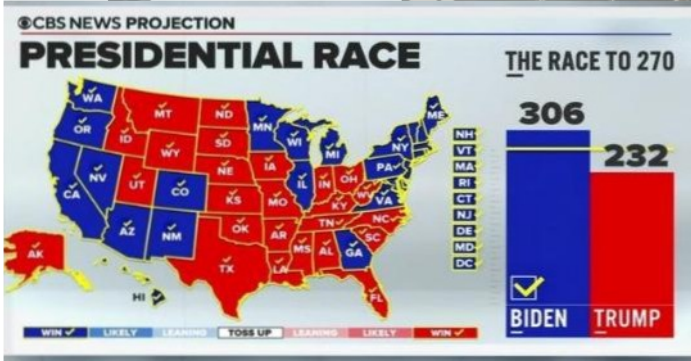 CBS NEWS PROJECTION
PRESIDENTIAL RACE
THE RACE TO 270
306
232
WA
OR
CA
NV
ID
MT
WY
UT
AZ
CO
NM
ND
SD
NE
KS
OK
TX
MN
IA
MO
AR
LA
WI
IL
MI
IN
OH
KY
TN
MS
AL
GA
FL
SC
NC
VA
WV
PA
NY
ME
AK
HI
NH
VT
MA
RI
CT
NJ
DE
MD
DC
WIN LIKELY LEANING TOSS UP LEANING LIKELY WIN
BIDEN TRUMP